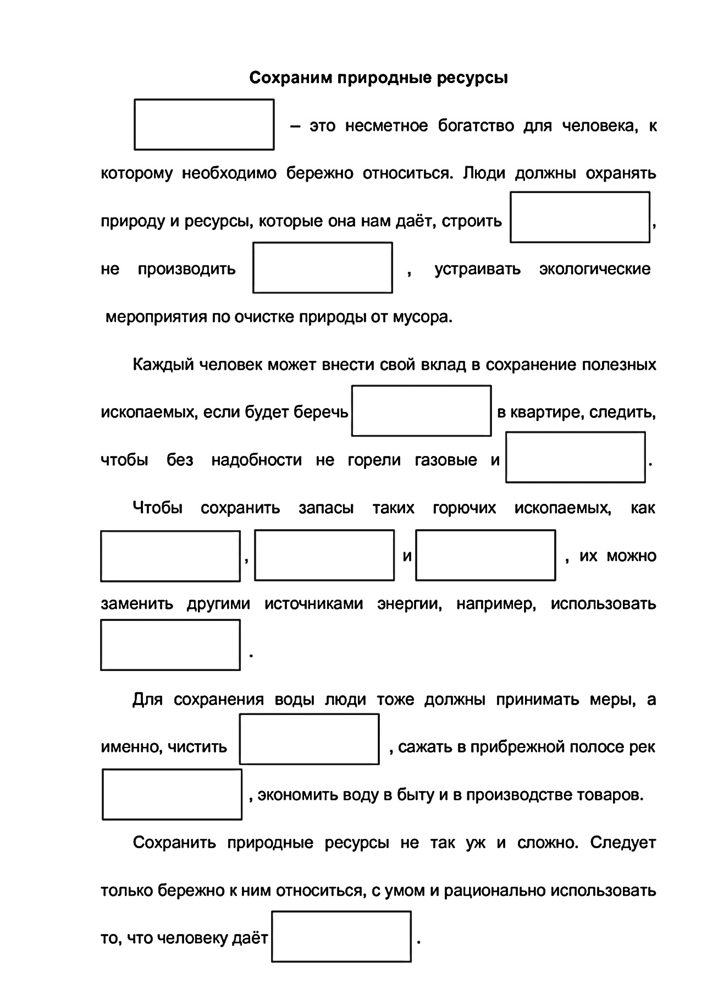 Сохраним природные ресурсы
– это несметное богатство для человека, к
которому необходимо бережно относиться. Люди должны охранять
природу и ресурсы, которые она нам даёт, строить ,
не производить , устраивать экологические
мероприятия по очистке природы от мусора.
Каждый человек может внести свой вклад в сохранение полезных
ископаемых, если будет беречь в квартире, следить,
чтобы без надобности не горели газовые и .
Чтобы сохранить запасы таких горючих ископаемых, как
, и , их можно
заменить другими источниками энергии, например, использовать
.
Для сохранения воды люди тоже должны принимать меры, а
именно, чистить , сажать в прибрежной полосе рек
, экономить воду в быту и в производстве товаров.
Сохранить природные ресурсы не так уж и сложно. Следует
только бережно к ним относиться, с умом и рационально использовать
то, что человеку даёт .